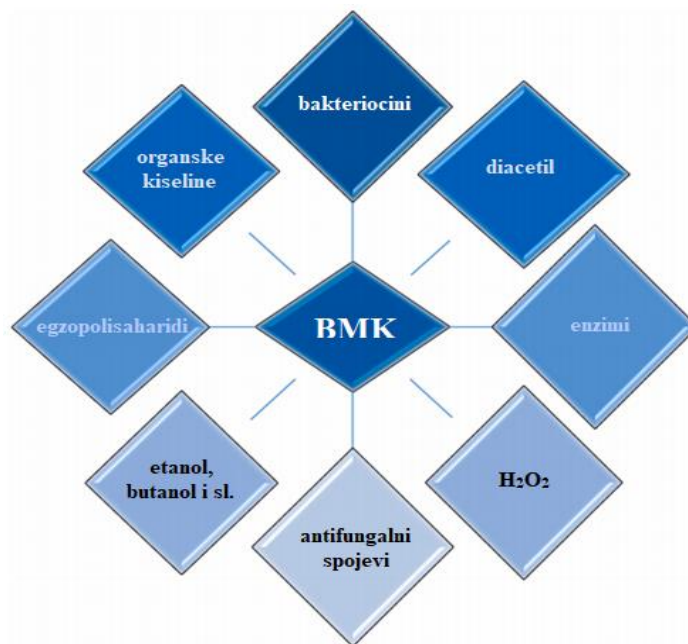 bakteriocini
organske
kiseline
diacetil
egzopolisaharidi
BMK
enzimi
etanol,
butanol i sl.
H₂O₂
antifungalni
spojevi